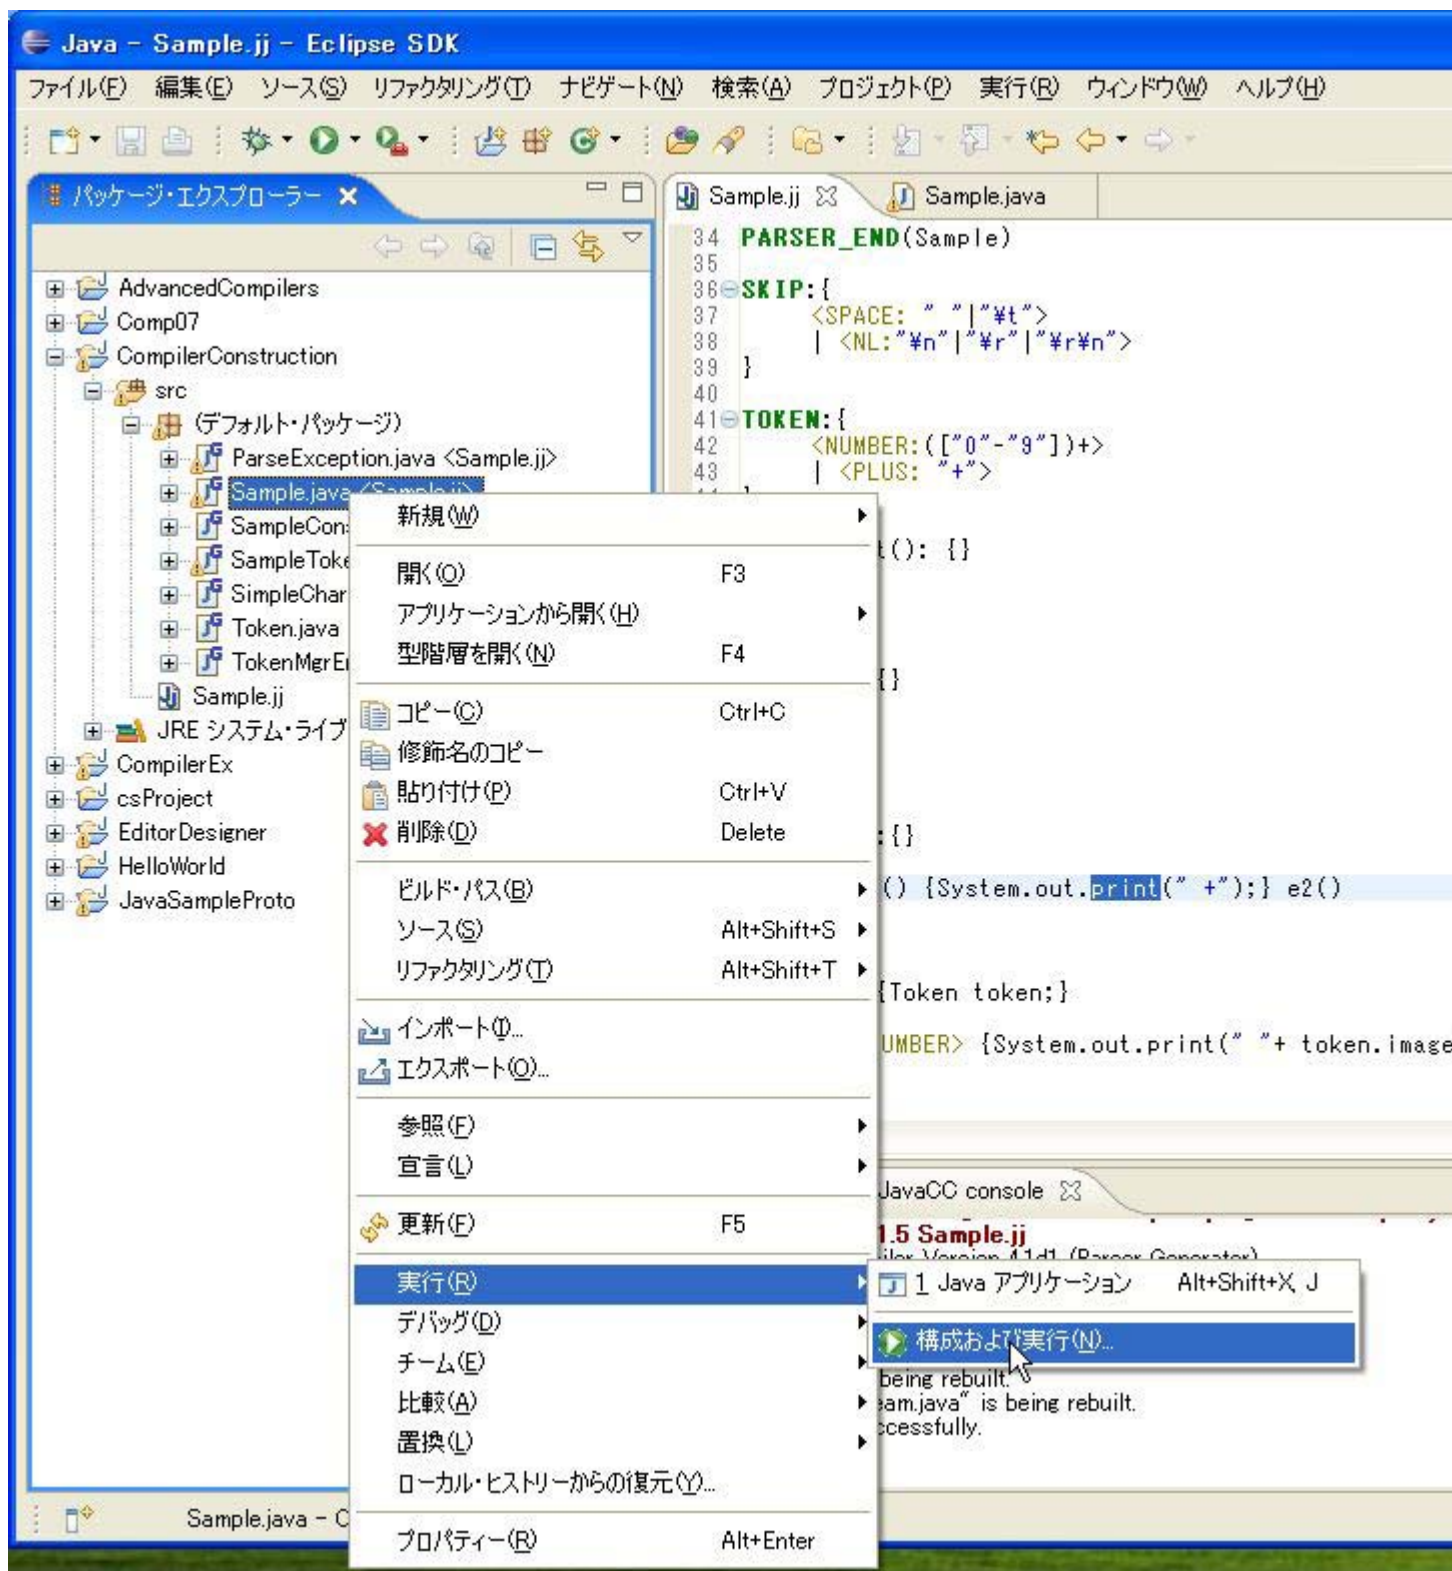 Java - Sample.jj - Eclipse SDK
ファイル(F) 編集(E) ソース(S) リファクタリング(T) ナビゲート(N) 検索(A) プロジェクト(P) 実行(R) ウィンドウ(W) ヘルプ(H)
パッケージ・エクスプローラー
AdvancedCompilers
Comp07
CompilerConstruction
src
(デフォルト・パッケージ)
ParseException.java <Sample.jj>
Sample.java <Sample.jj>
SampleCons
SampleToke
SimpleChar
Token.java
TokenMgrEr
Sample.jj
JRE システム・ライブ
CompilerEx
csProject
EditorDesigner
HelloWorld
JavaSampleProto
Sample.jj Sample.java
34 PARSER_END(Sample)
35
36 SKIP:{
37 <SPACE: " "|"¥t">
38 | <NL:"¥n"|"¥r"|"¥r¥n">
39 }
40
41 TOKEN:{
42 <NUMBER:(["0"-"9"])+>
43 | <PLUS: "+">
t(): {}
{}
:{}
() {System.out.print(" +");} e2()
{Token token;}
UMBER> {System.out.print(" "+ token.image
新規(W)
開く(O) F3
アプリケーションから開く(H)
型階層を開く(N) F4
コピー(C) Ctrl+C
修飾名のコピー
貼り付け(P) Ctrl+V
削除(D) Delete
ビルド・パス(B)
ソース(S) Alt+Shift+S
リファクタリング(T) Alt+Shift+T
インポート(I)...
エクスポート(O)...
参照(F)
宣言(L)
更新(F) F5
実行(R)
デバッグ(D)
チーム(E)
比較(A)
置換(L)
ローカル・ヒストリーからの復元(Y)...
プロパティー(R) Alt+Enter
1 Java アプリケーション Alt+Shift+X, J
構成および実行(N)...
JavaCC console
1.5 Sample.jj
Version 4.1d1 (Parser Generator)
being rebuilt.
eam.java" is being rebuilt.
ccessfully.
Sample.java - C